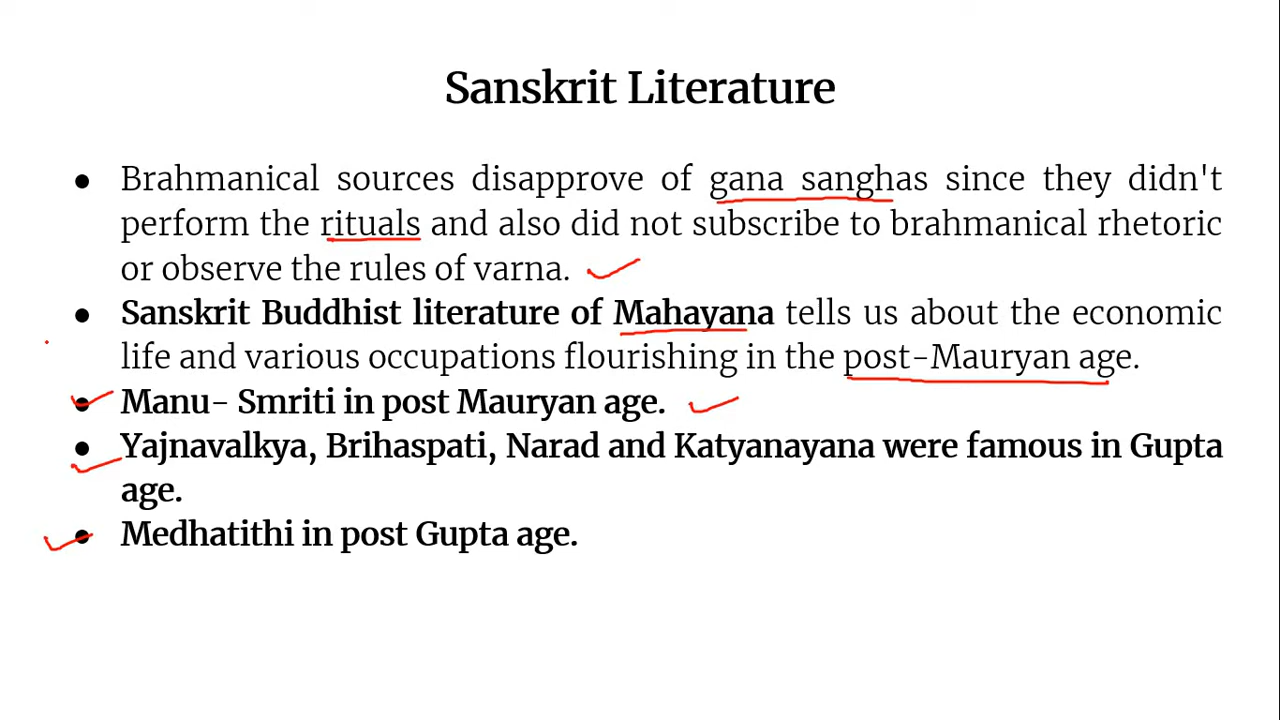 Sanskrit Literature
● Brahmanical sources disapprove of gana sanghas since they didn't
perform the rituals and also did not subscribe to brahmanical rhetoric
or observe the rules of varna.
● Sanskrit Buddhist literature of Mahayana tells us about the economic
life and various occupations flourishing in the post-Mauryan age.
● Manu- Smriti in post Mauryan age.
● Yajnavalkya, Brihaspati, Narad and Katyanayana were famous in Gupta
age.
● Medhatithi in post Gupta age.